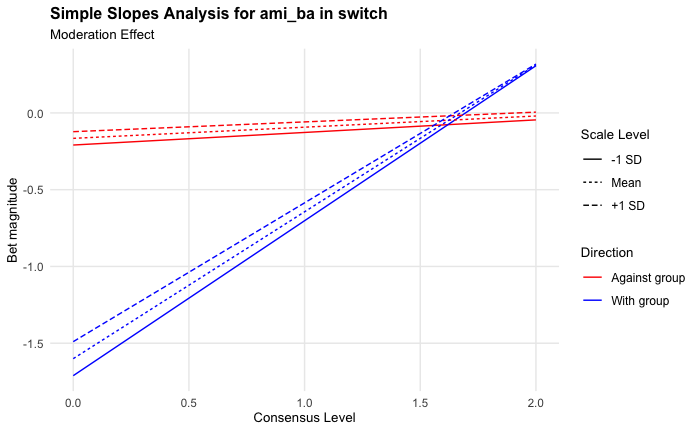 Simple Slopes Analysis for ami_ba in switch
Moderation Effect
Bet magnitude
0.0
-0.5
-1.0
-1.5
0.0 0.5 1.0 1.5 2.0
Consensus Level
Scale Level
-1 SD
Mean
+1 SD
Direction
Against group
With group